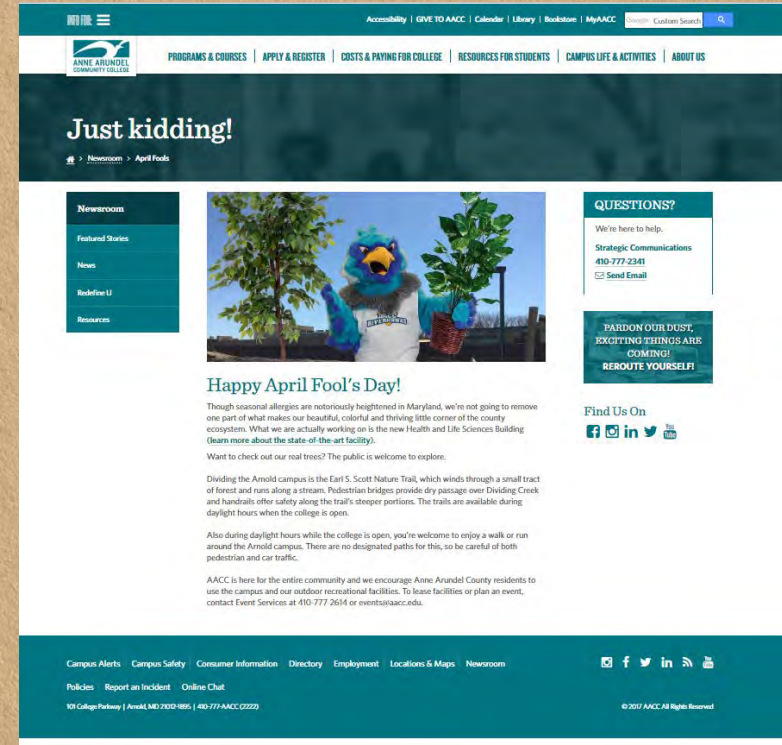 INFO FOR:
Accessibility | GIVE TO AACC | Calendar | Library | Bookstore | MyAACC
Google Custom Search
ANNE ARUNDEL
COMMUNITY COLLEGE
PROGRAMS & COURSES | APPLY & REGISTER | COSTS & PAYING FOR COLLEGE | RESOURCES FOR STUDENTS | CAMPUS LIFE & ACTIVITIES | ABOUT US
Just kidding!
> Newsroom > April Fools
Newsroom
Featured Stories
News
Redefine U
Resources
AACC
RIVERHAWKS
Happy April Fool's Day!
Though seasonal allergies are notoriously heightened in Maryland, we're not going to remove
one part of what makes our beautiful, colorful and thriving little corner of the county
ecosystem. What we are actually working on is the new Health and Life Sciences Building
(learn more about the state-of-the-art facility).
Want to check out our real trees? The public is welcome to explore.
Dividing the Arnold campus is the Earl S. Scott Nature Trail, which winds through a small tract
of forest and runs along a stream. Pedestrian bridges provide dry passage over Dividing Creek
and handrails offer safety along the trail's steeper portions. The trails are available during
daylight hours when the college is open.
Also during daylight hours while the college is open, you're welcome to enjoy a walk or run
around the Arnold campus. There are no designated paths for this, so be careful of both
pedestrian and car traffic.
AACC is here for the entire community and we encourage Anne Arundel County residents to
use the campus and our outdoor recreational facilities. To lease facilities or plan an event,
contact Event Services at 410-777 2614 or events@aacc.edu.
QUESTIONS?
We're here to help.
Strategic Communications
410-777-2341
Send Email
PARDON OUR DUST,
EXCITING THINGS ARE
COMING!
REROUTE YOURSELF!
Find Us On
You
Tube
Campus Alerts Campus Safety Consumer Information Directory Employment Locations & Maps Newsroom
Policies Report an Incident Online Chat
101 College Parkway | Arnold, MD 21012-1895 | 410-777-AACC (2222)
You
Tube
© 2017 AACC All Rights Reserved